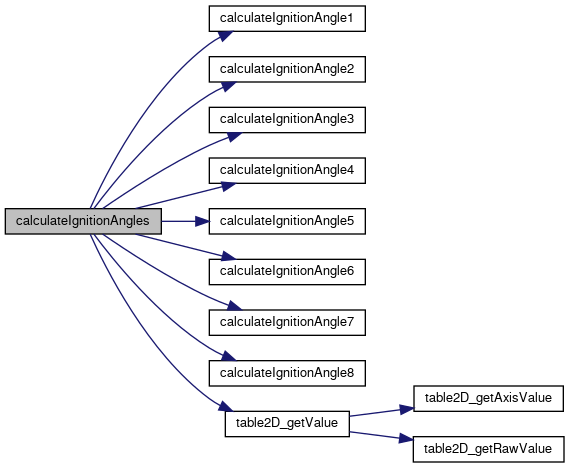 calculateIgnitionAngle1
calculateIgnitionAngle2
calculateIgnitionAngle3
calculateIgnitionAngle4
calculateIgnitionAngles
calculateIgnitionAngle5
calculateIgnitionAngle6
calculateIgnitionAngle7
calculateIgnitionAngle8
table2D_getAxisValue
table2D_getValue
table2D_getRawValue